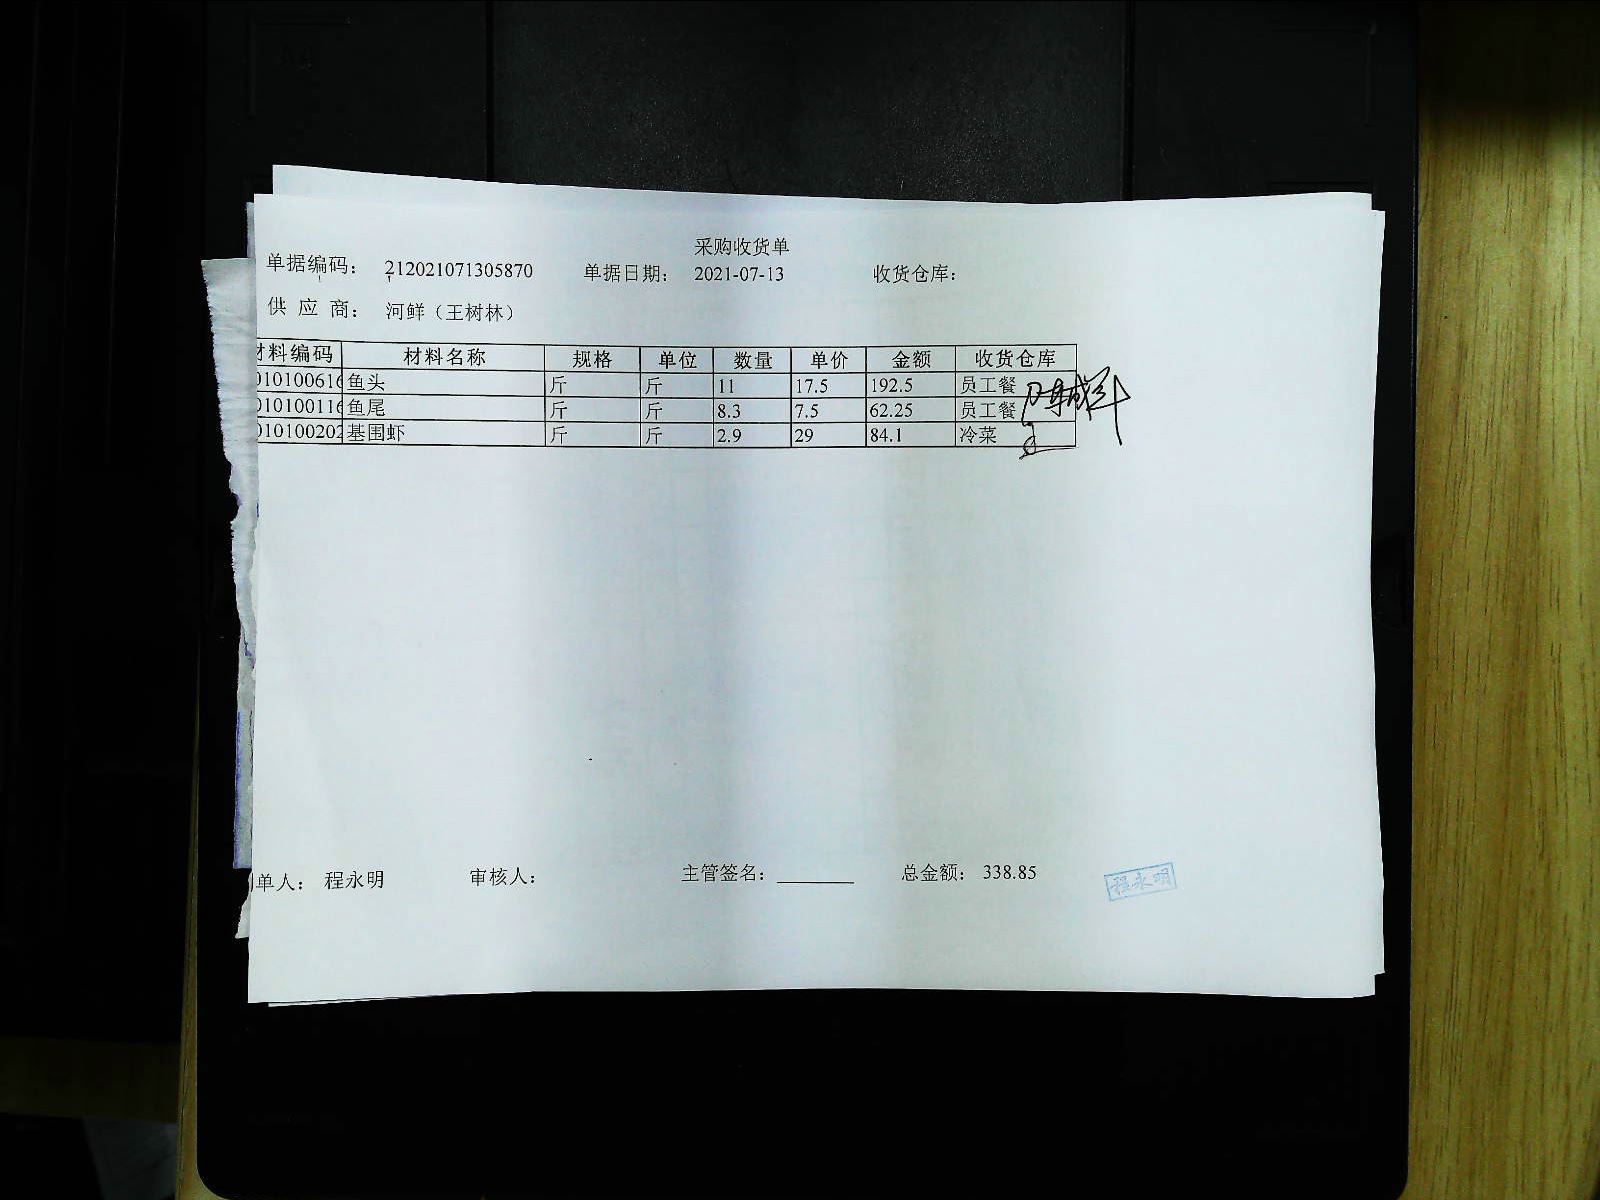 采购收货单
单据编码： 212021071305870 单据日期： 2021-07-13 收货仓库：
供 应 商： 河鲜（王树林）
材料编码 材料名称 规格 单位 数量 单价 金额 收货仓库
010100616 鱼头 斤 斤 11 17.5 192.5 员工餐
010100116 鱼尾 斤 斤 8.3 7.5 62.25 员工餐
010100202 基围虾 斤 斤 2.9 29 84.1 冷菜
单人： 程永明 审核人： 主管签名： 总金额： 338.85
程永明